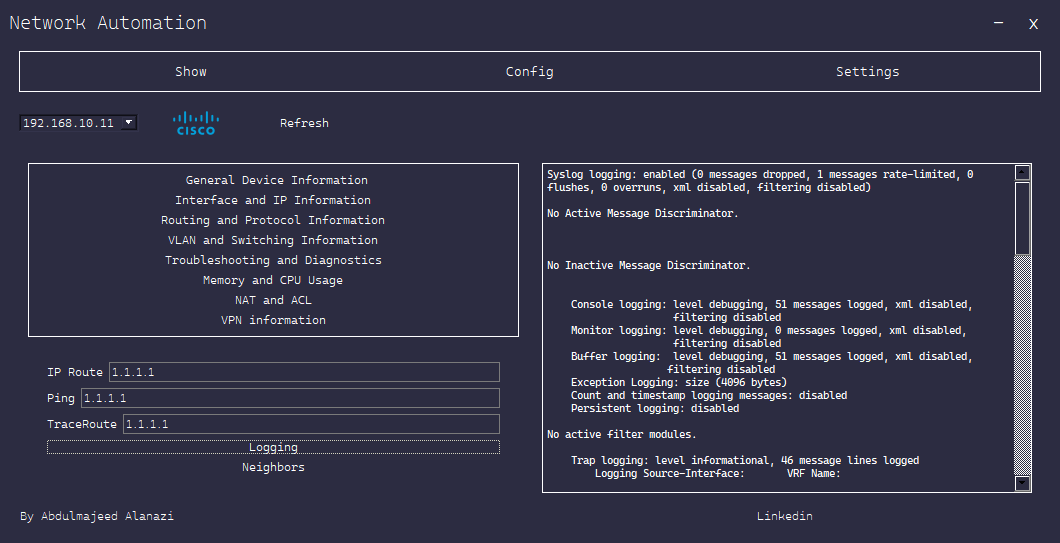 Network Automation
— x
Show Config Settings
192.168.10.11 CISCO Refresh
General Device Information
Interface and IP Information
Routing and Protocol Information
VLAN and Switching Information
Troubleshooting and Diagnostics
Memory and CPU Usage
NAT and ACL
VPN information
IP Route 1.1.1.1
Ping 1.1.1.1
TraceRoute 1.1.1.1
Logging
Neighbors
Syslog logging: enabled (0 messages dropped, 1 messages rate-limited, 0
flushes, 0 overruns, xml disabled, filtering disabled)
No Active Message Discriminator.
No Inactive Message Discriminator.
Console logging: level debugging, 51 messages logged, xml disabled,
filtering disabled
Monitor logging: level debugging, 0 messages logged, xml disabled,
filtering disabled
Buffer logging: level debugging, 51 messages logged, xml disabled,
filtering disabled
Exception Logging: size (4096 bytes)
Count and timestamp logging messages: disabled
Persistent logging: disabled
No active filter modules.
Trap logging: level informational, 46 message lines logged
Logging Source-Interface: VRF Name:
By Abdulmajeed Alanazi Linkedin